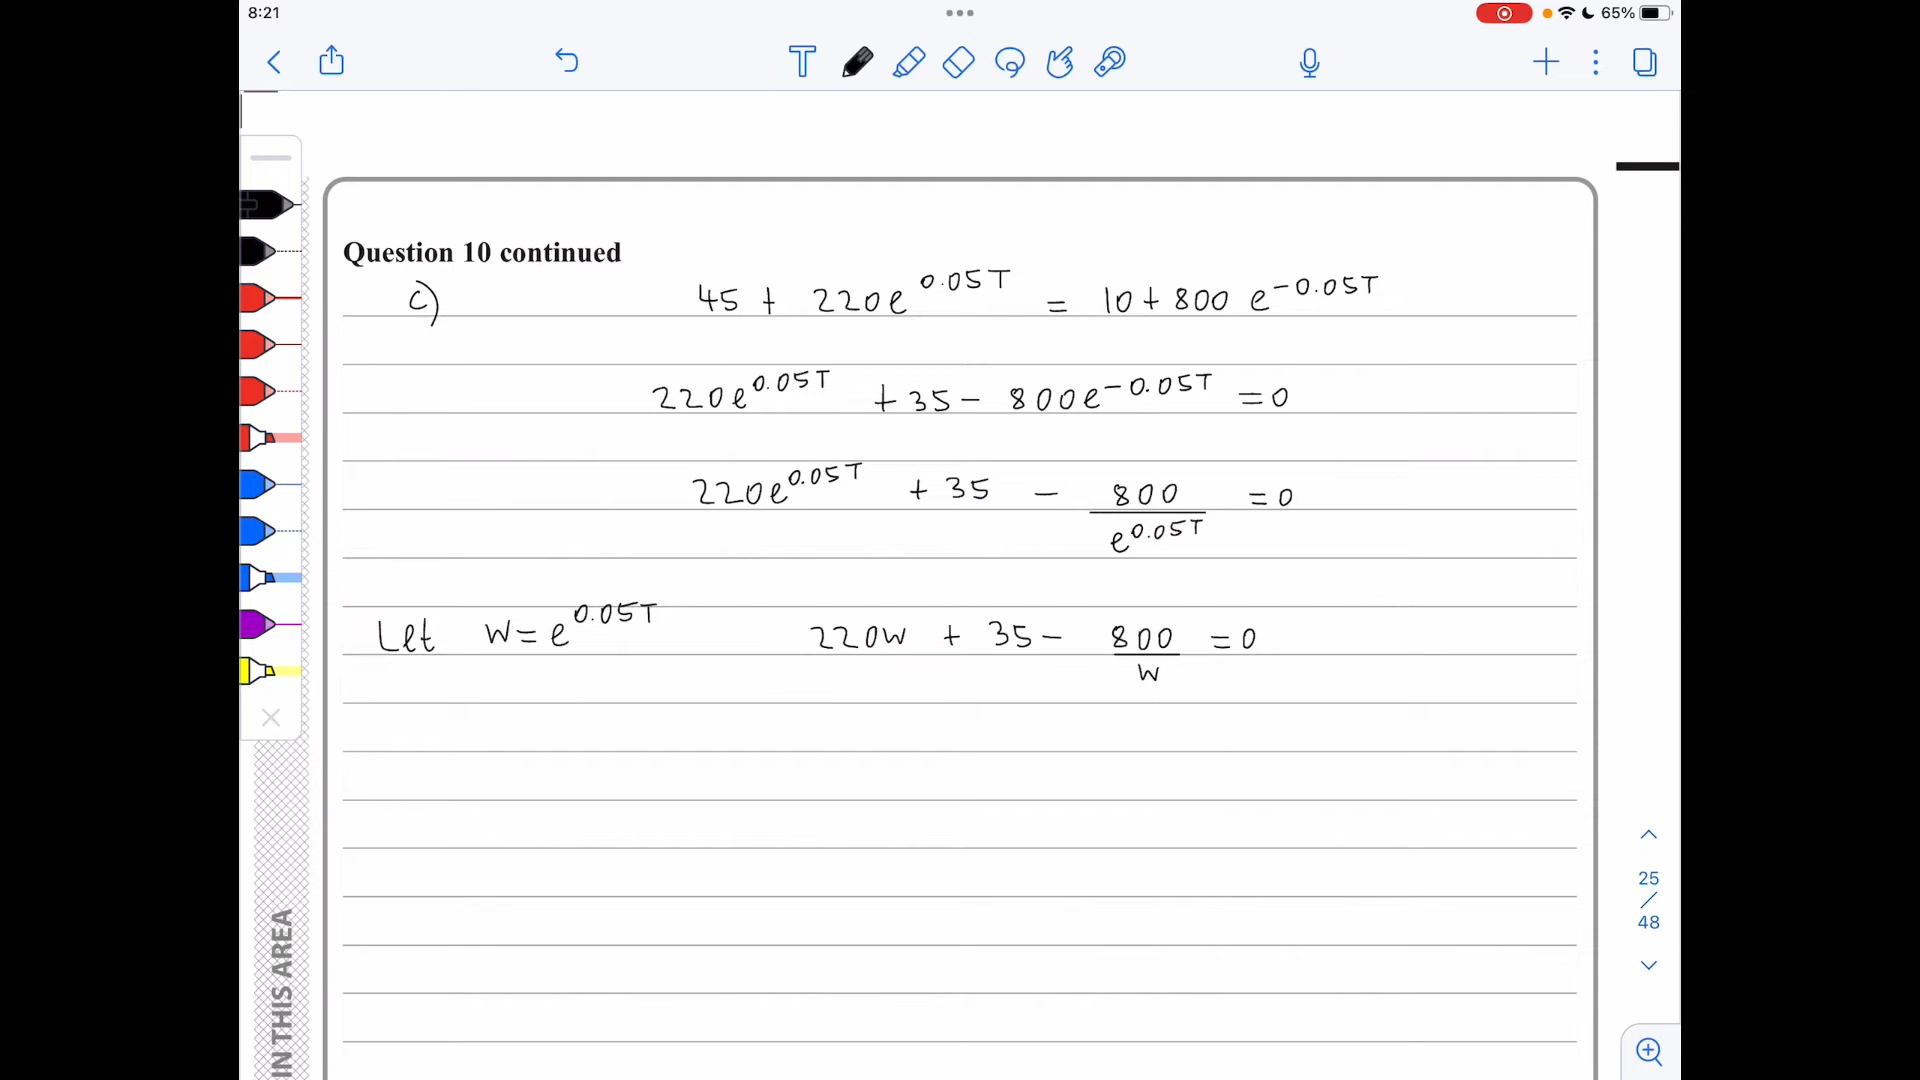 8:21
65%
T
Question 10 continued
c) 45 + 220e^0.05T = 10 + 800 e^-0.05T
220e^0.05T + 35 - 800e^-0.05T = 0
220e^0.05T + 35 - 800/e^0.05T = 0
Let W = e^0.05T 220W + 35 - 800/W = 0
25
/
48
IN THIS AREA